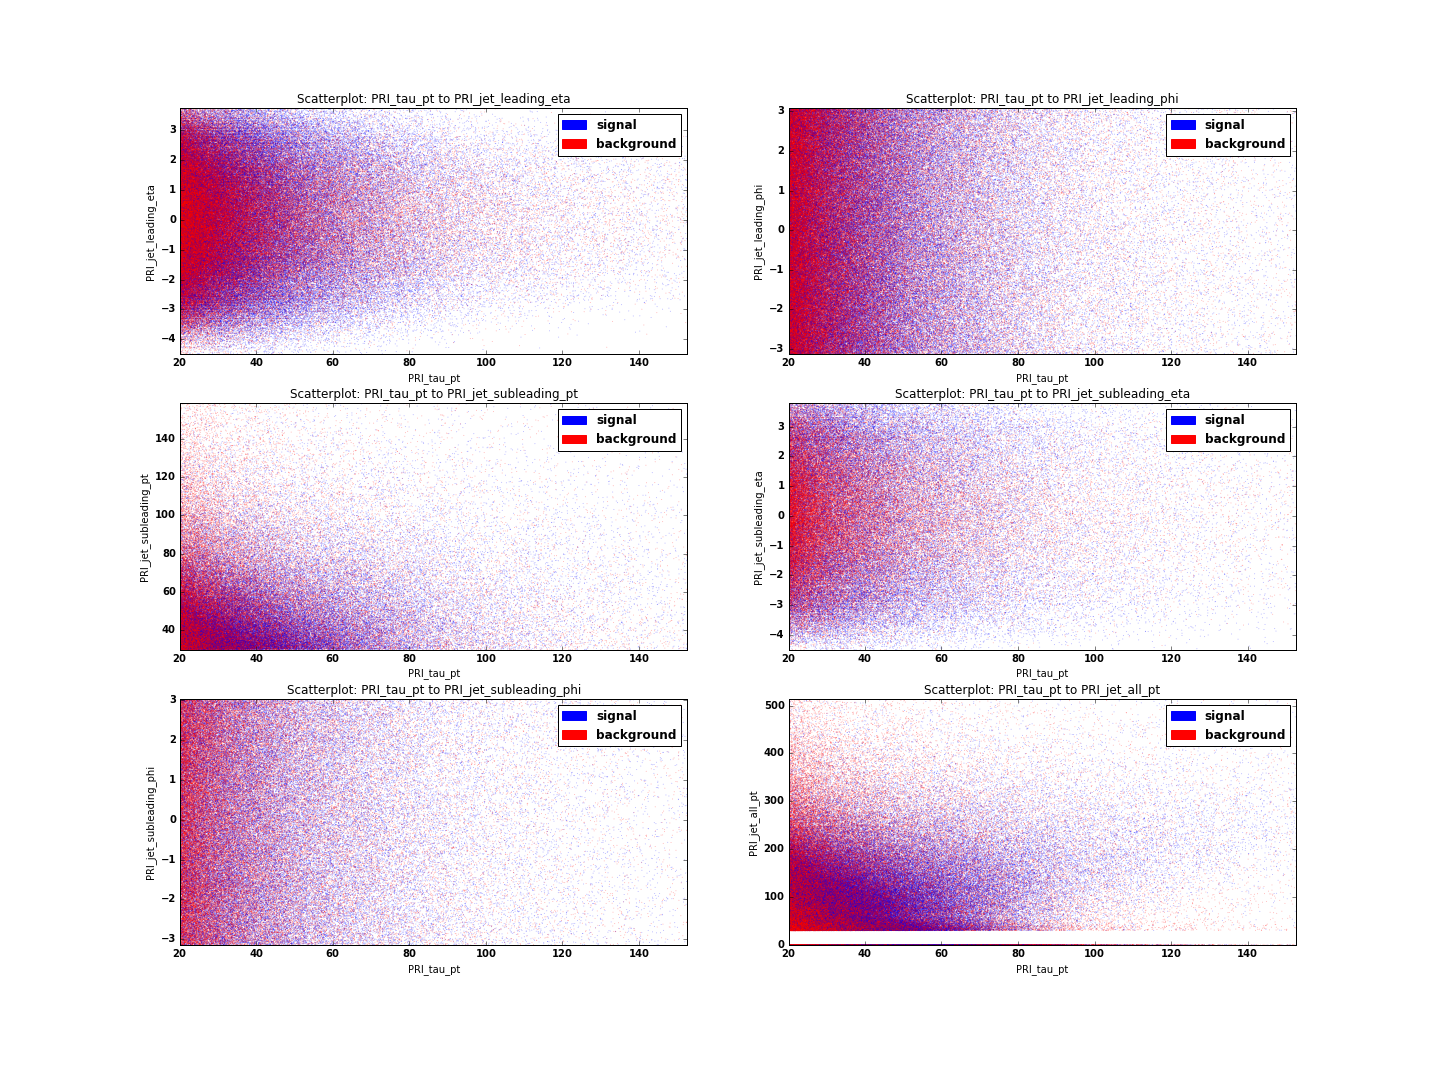 Scatterplot: PRI_tau_pt to PRI_jet_leading_eta
3
2
1
0
−1
−2
−3
−4
PRI_jet_leading_eta
signal
background
20 40 60 80 100 120 140
PRI_tau_pt
Scatterplot: PRI_tau_pt to PRI_jet_leading_phi
3
2
1
0
−1
−2
−3
PRI_jet_leading_phi
signal
background
20 40 60 80 100 120 140
PRI_tau_pt
Scatterplot: PRI_tau_pt to PRI_jet_subleading_pt
140
120
100
80
60
40
PRI_jet_subleading_pt
signal
background
20 40 60 80 100 120 140
PRI_tau_pt
Scatterplot: PRI_tau_pt to PRI_jet_subleading_eta
3
2
1
0
−1
−2
−3
−4
PRI_jet_subleading_eta
signal
background
20 40 60 80 100 120 140
PRI_tau_pt
Scatterplot: PRI_tau_pt to PRI_jet_subleading_phi
3
2
1
0
−1
−2
−3
PRI_jet_subleading_phi
signal
background
20 40 60 80 100 120 140
PRI_tau_pt
Scatterplot: PRI_tau_pt to PRI_jet_all_pt
500
400
300
200
100
0
PRI_jet_all_pt
signal
background
20 40 60 80 100 120 140
PRI_tau_pt